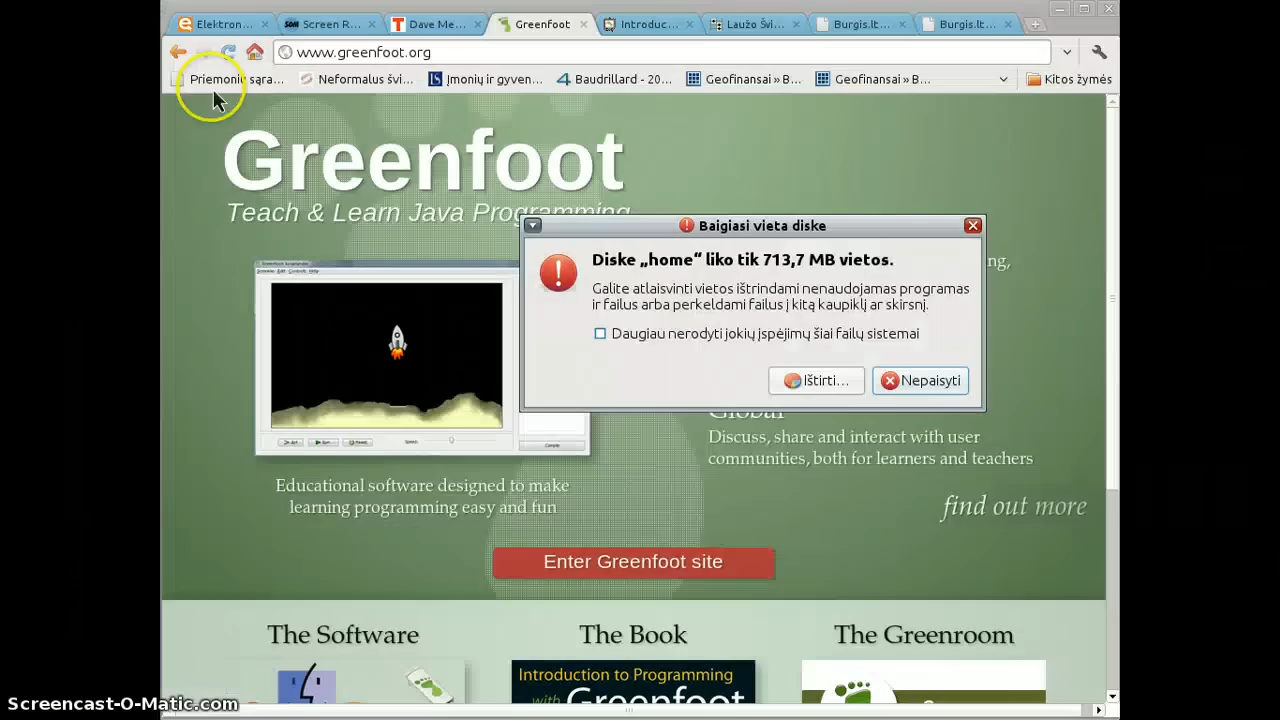 Elektron...
Screen R...
Dave Me...
Greenfoot
Introduc...
Laužo Švi...
Burgis.lt...
Burgis.lt...
www.greenfoot.org
Priemonių sąra...
Neformalus švi...
Įmonių ir gyven...
Baudrillard - 20...
Geofinansai » B...
Geofinansai » B...
Kitos žymės
Greenfoot
Teach & Learn Java Programming
Baigiasi vieta diske
Diske „home“ liko tik 713,7 MB vietos.
Galite atlaisvinti vietos ištrindami nenaudojamas programas
ir failus arba perkeldami failus į kitą kaupiklį ar skirsnį.
Daugiau nerodyti jokių įspėjimų šiai failų sistemai
Ištirti...
Nepaisyti
ng,
Global
Discuss, share and interact with user
communities, both for learners and teachers
Educational software designed to make
learning programming easy and fun
find out more
Enter Greenfoot site
The Software
The Book
The Greenroom
Introduction to Programming
with Greenfoot
Screencast-O-Matic.com